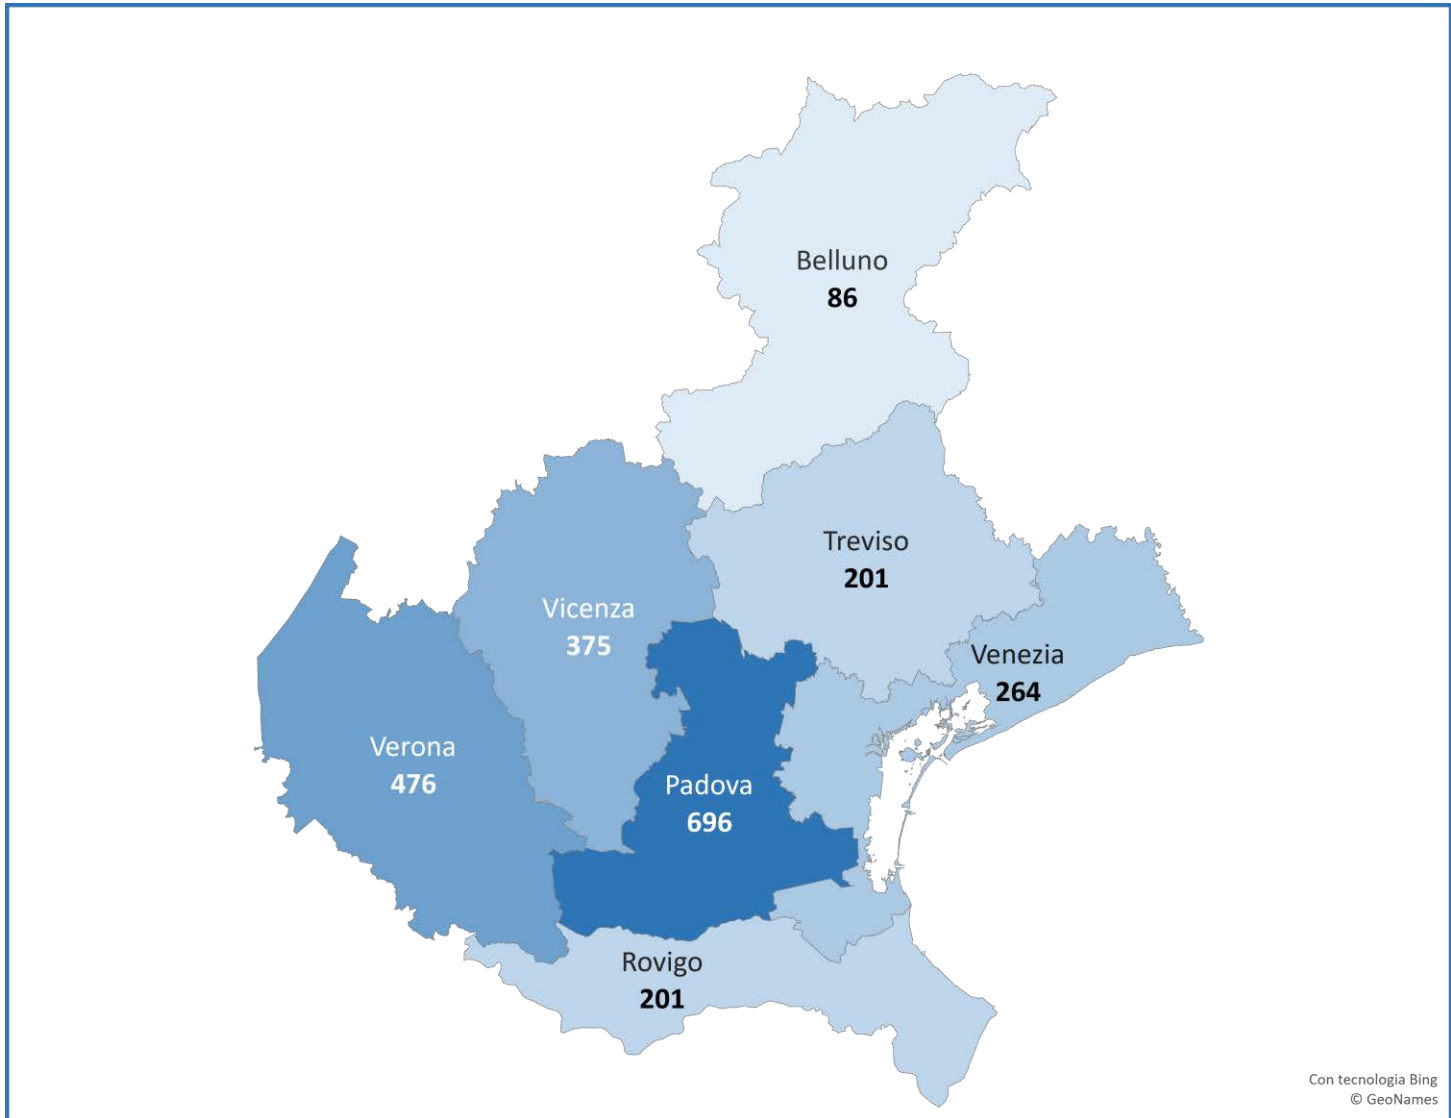 Belluno
86
Treviso
201
Vicenza
375
Venezia
264
Verona
476
Padova
696
Rovigo
201
Con tecnologia Bing
© GeoNames